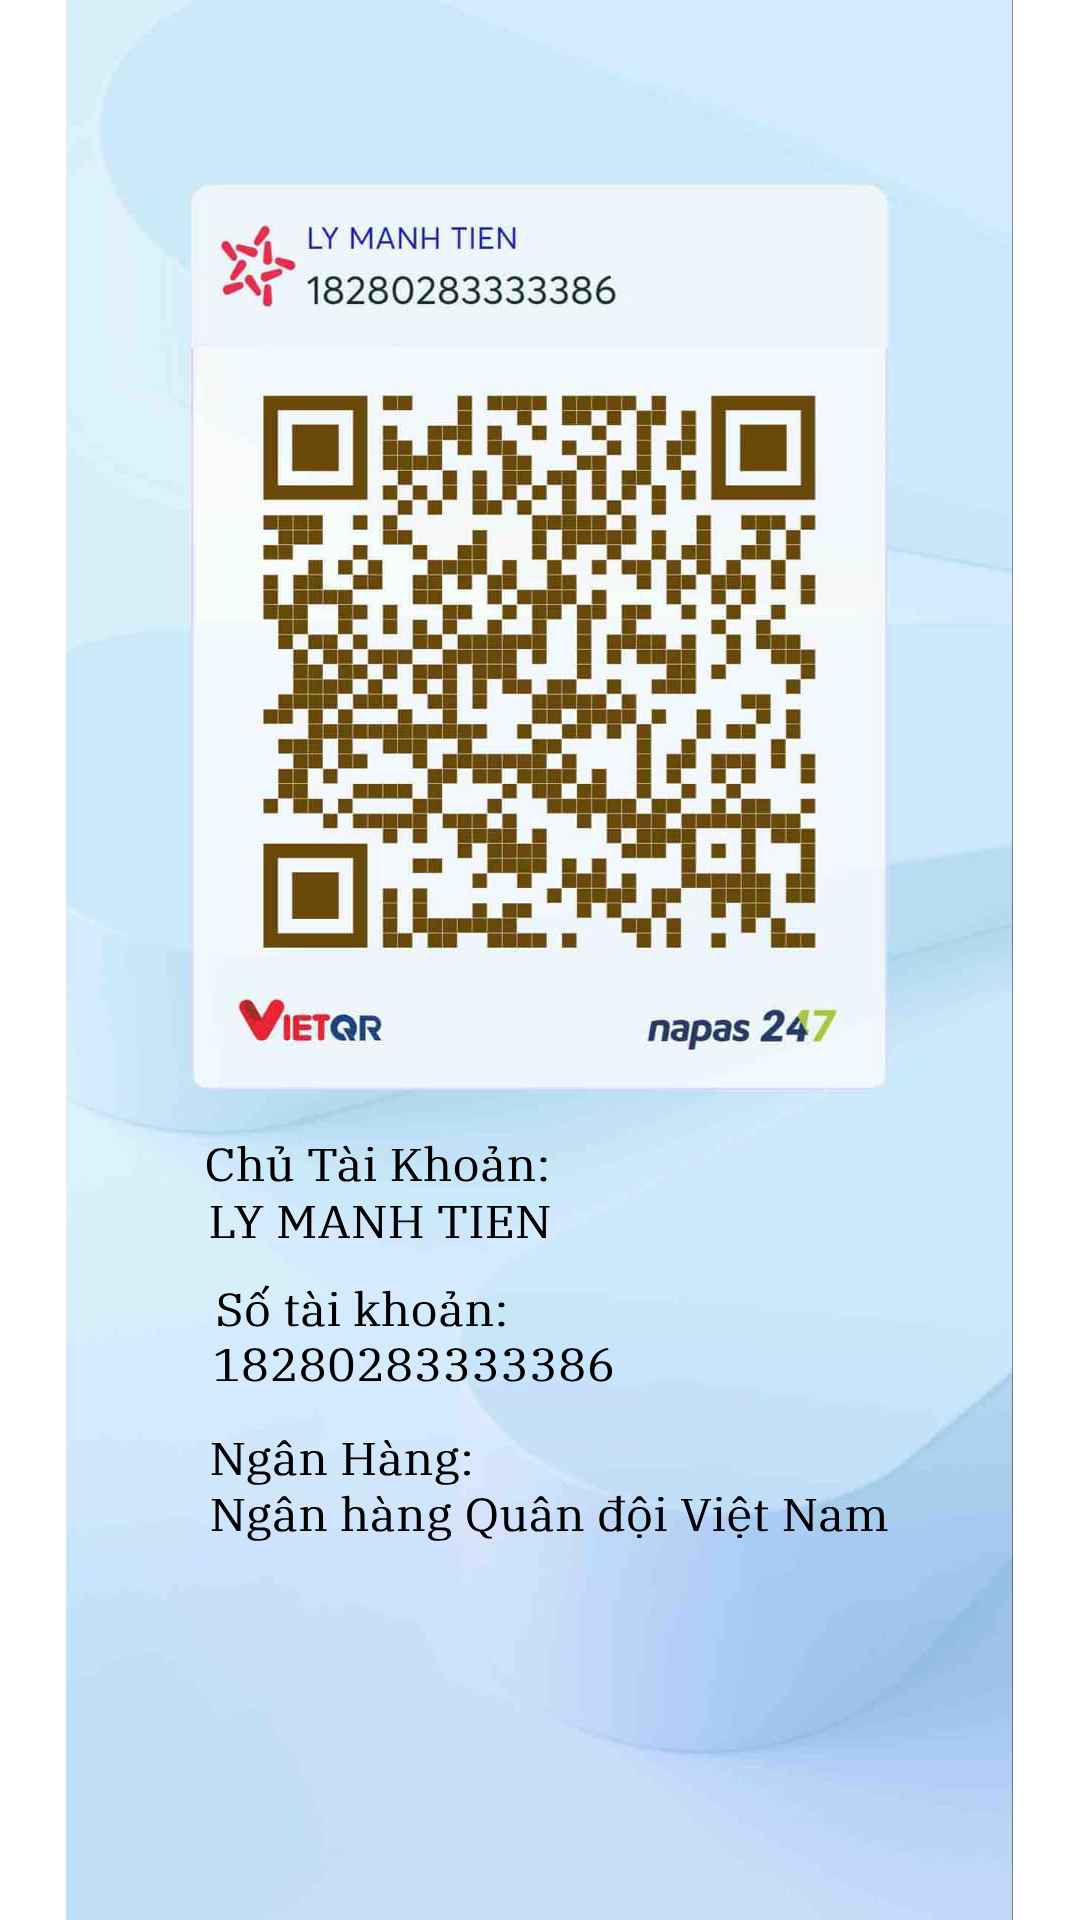 LY MANH TIEN
18280283333386
VIETQR
napas 247
Chủ Tài Khoản:
LY MANH TIEN
Số tài khoản:
18280283333386
Ngân Hàng:
Ngân hàng Quân đội Việt Nam